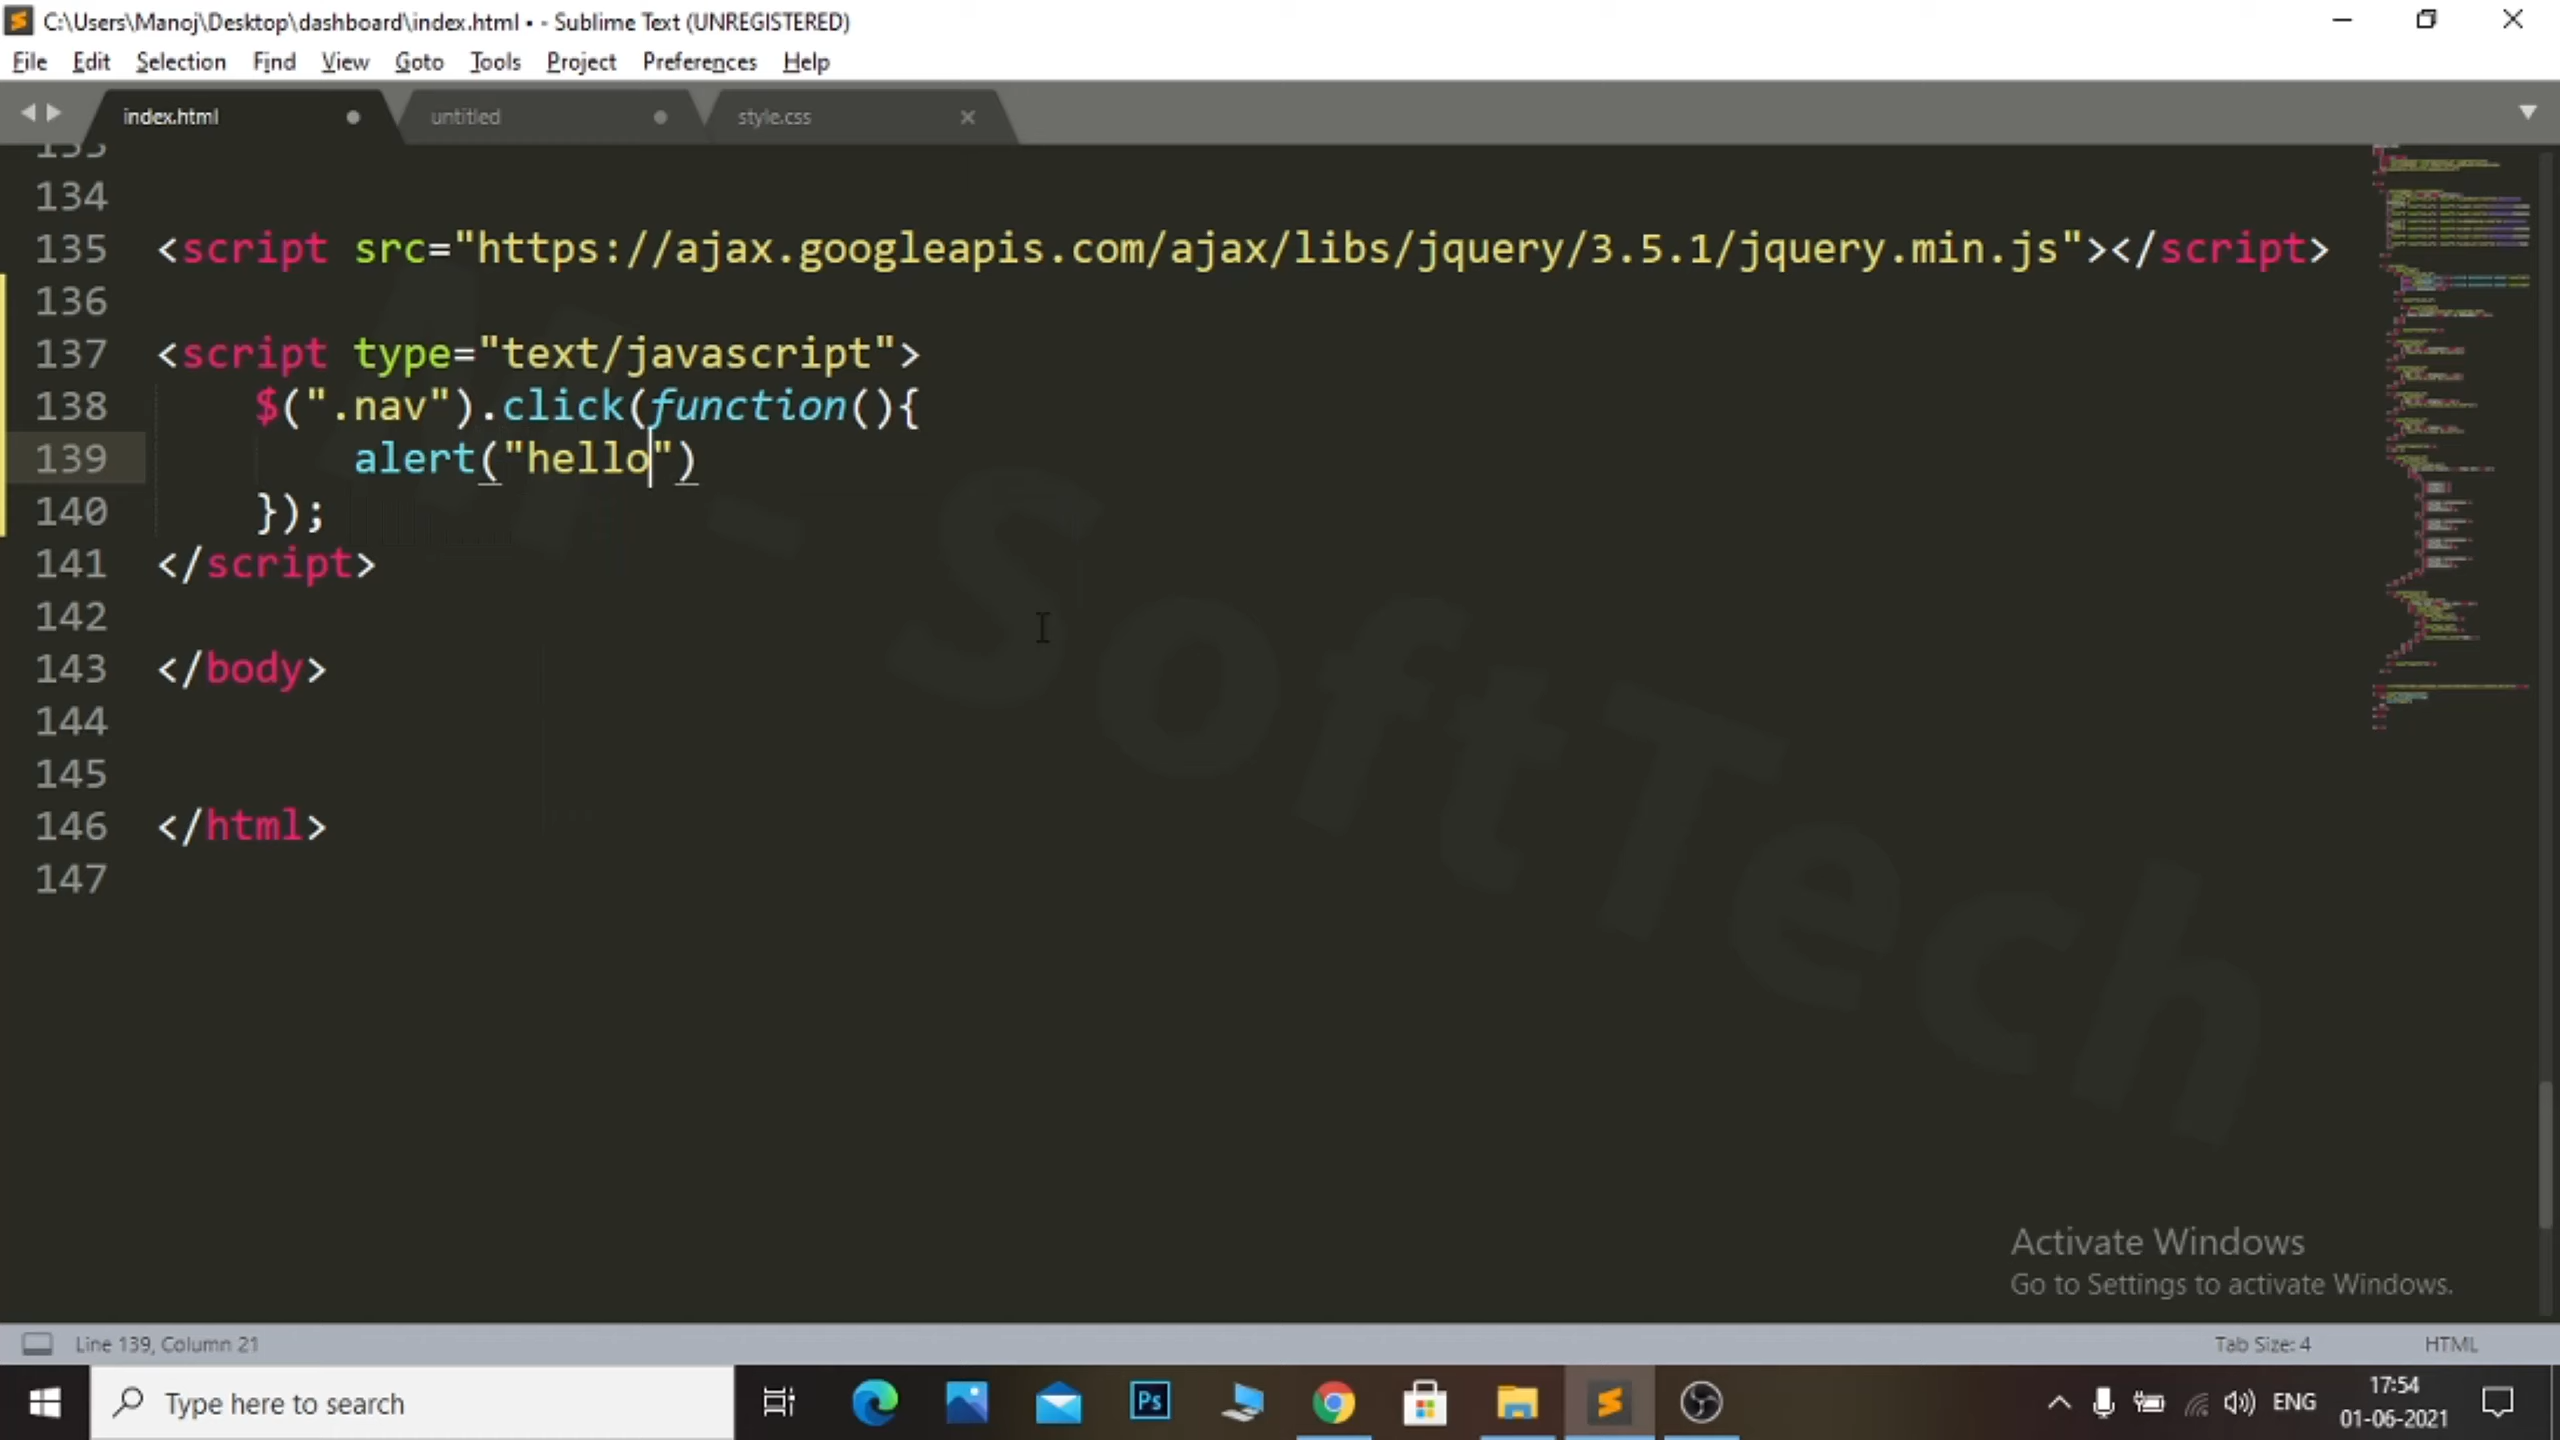 C:\Users\Manoj\Desktop\dashboard\index.html • - Sublime Text (UNREGISTERED)
File Edit Selection Find View Goto Tools Project Preferences Help
index.html untitled style.css
133
134
135 <script src="https://ajax.googleapis.com/ajax/libs/jquery/3.5.1/jquery.min.js"></script>
136
137 <script type="text/javascript">
138 $(".nav").click(function(){
139 alert("hello")
140 });
141 </script>
142
143 </body>
144
145
146 </html>
147
SoftTech
Activate Windows
Go to Settings to activate Windows.
Line 139, Column 21 Tab Size: 4 HTML
Type here to search Ps ENG 17:54
01-06-2021